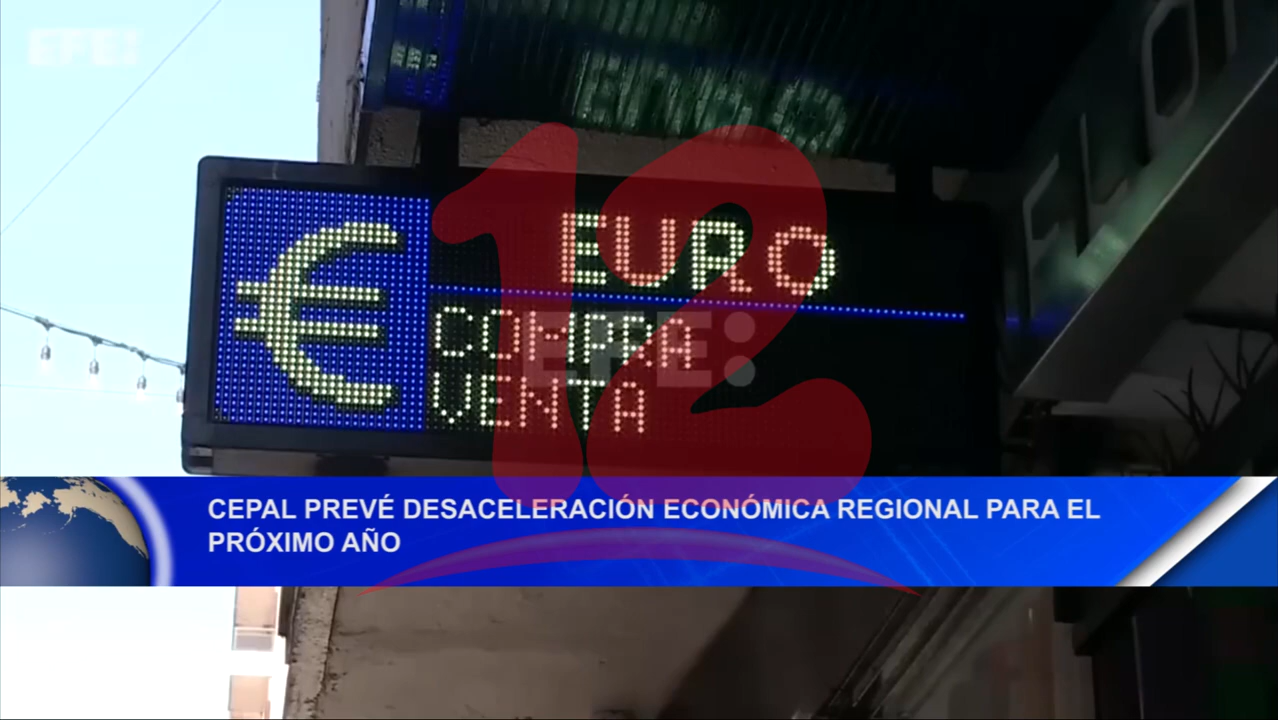 EFE:
€
EURO
COMPRA
VENTA
EFE:
12
CEPAL PREVÉ DESACELERACIÓN ECONÓMICA REGIONAL PARA EL
PRÓXIMO AÑO